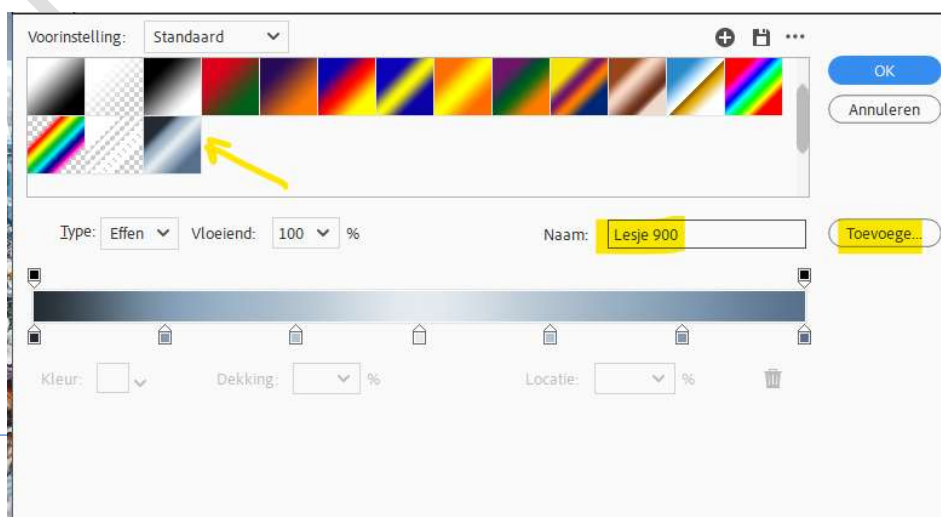 Voorinstelling: Standaard
OK
Annuleren
Type: Effen Vloeiend: 100 % Naam: Lesje 900 Toevoege...
Kleur: Dekking: % Locatie: %